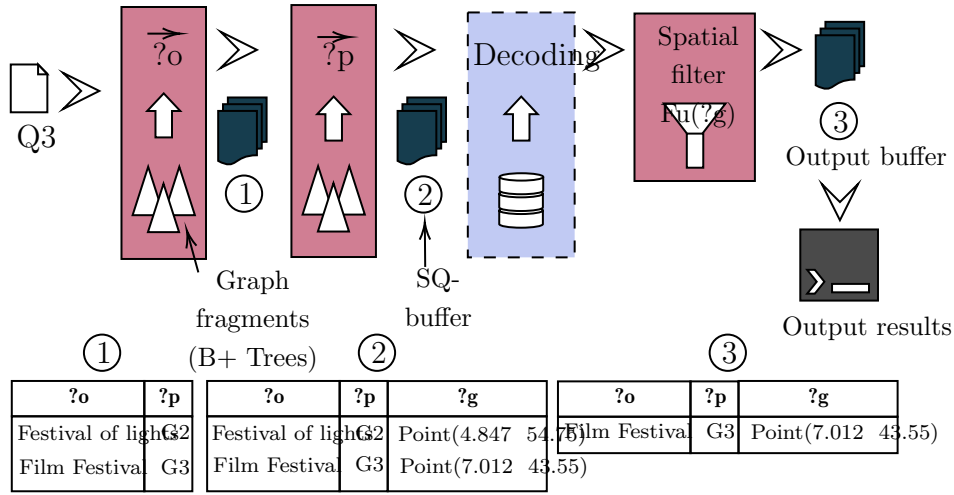 ?o
?p
Decoding
Spatial
filter
Fu(?g)
Q3
1
2
3
Output buffer
Graph
fragments
(B+ Trees)
SQ-
buffer
Output results
1
2
3
?o ?p
Festival of lights G2
Film Festival G3
?o ?p ?g
Festival of lights G2 Point(4.847 54.75)
Film Festival G3 Point(7.012 43.55)
?o ?p ?g
Film Festival G3 Point(7.012 43.55)